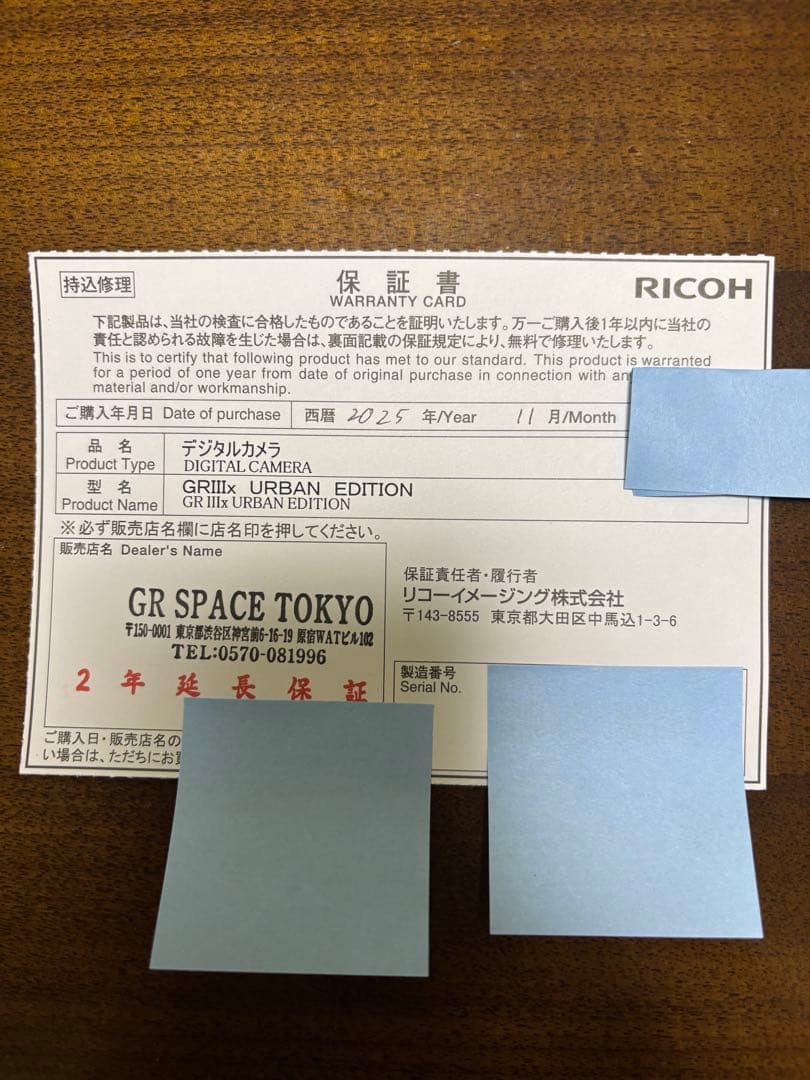 持込修理
保証書
WARRANTY CARD
RICOH
下記製品は、当社の検査に合格したものであることを証明いたします。万一ご購入後1年以内に当社の
責任と認められる故障を生じた場合は、裏面記載の保証規定により、無料で修理いたします。
This is to certify that following product has met to our standard. This product is warranted
for a period of one year from date of original purchase in connection with
material and/or workmanship.
ご購入年月日 Date of purchase 西暦 2025 年/Year 11 月/Month
品 名 デジタルカメラ
Product Type DIGITAL CAMERA
型 名 GRIIIx URBAN EDITION
Product Name GR IIIx URBAN EDITION
※必ず販売店名欄に店名印を押してください。
販売店名 Dealer's Name
GR SPACE TOKYO
〒150-0001 東京都渋谷区神宮前6-16-19 原宿WATビル102
TEL:0570-081996
2年延長保証
保証責任者・履行者
リコーイメージング株式会社
〒143-8555 東京都大田区中馬込1-3-6
製造番号
Serial No.
ご購入日・販売店名の
い場合は、ただちにお